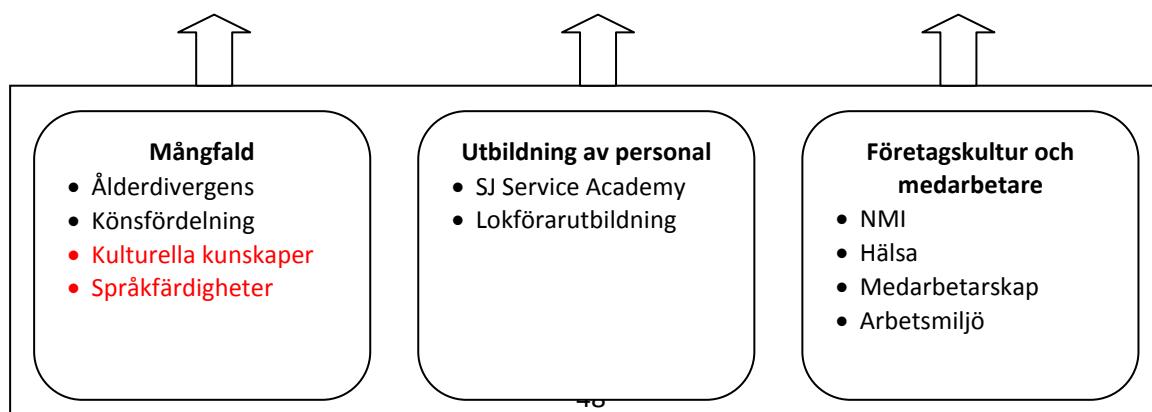 Mångfald
• Ålderdivergens
• Könsfördelning
• Kulturella kunskaper
• Språkfärdigheter
Utbildning av personal
• SJ Service Academy
• Lokförarutbildning
Företagskultur och
medarbetare
• NMI
• Hälsa
• Medarbetarskap
• Arbetsmiljö
48